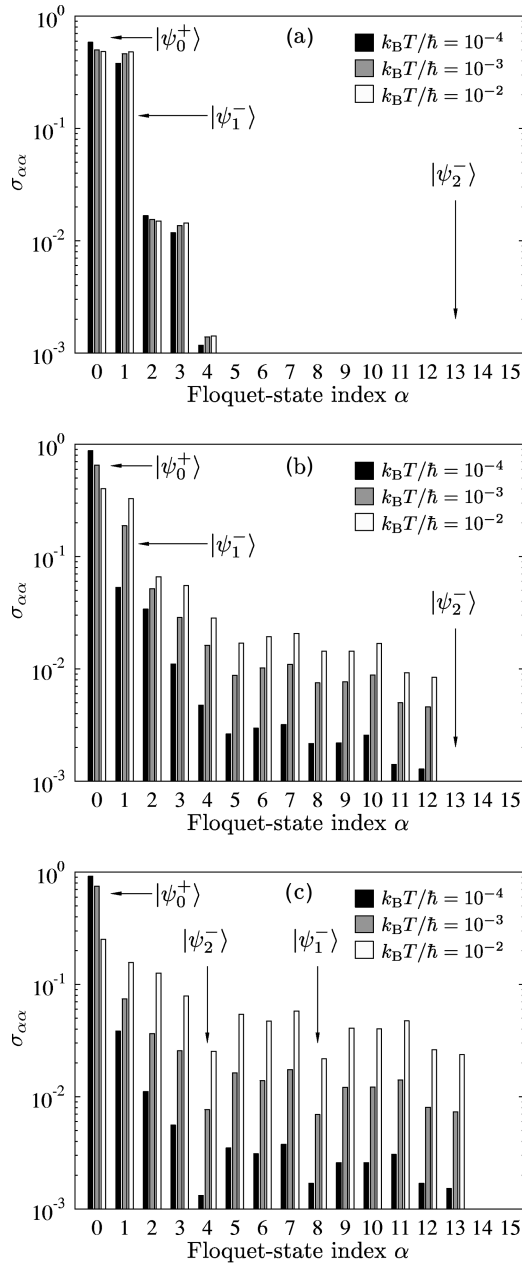 10^0
|ψ_0^+⟩
(a)
k_B T/ħ = 10^{-4}
k_B T/ħ = 10^{-3}
k_B T/ħ = 10^{-2}
10^{-1}
|ψ_1^-⟩
|ψ_2^-⟩
σ_{αα}
10^{-2}
10^{-3}
0 1 2 3 4 5 6 7 8 9 10 11 12 13 14 15
Floquet-state index α
10^0
|ψ_0^+⟩
(b)
k_B T/ħ = 10^{-4}
k_B T/ħ = 10^{-3}
k_B T/ħ = 10^{-2}
10^{-1}
|ψ_1^-⟩
|ψ_2^-⟩
σ_{αα}
10^{-2}
10^{-3}
0 1 2 3 4 5 6 7 8 9 10 11 12 13 14 15
Floquet-state index α
10^0
|ψ_0^+⟩
(c)
k_B T/ħ = 10^{-4}
k_B T/ħ = 10^{-3}
k_B T/ħ = 10^{-2}
|ψ_2^-⟩
|ψ_1^-⟩
10^{-1}
σ_{αα}
10^{-2}
10^{-3}
0 1 2 3 4 5 6 7 8 9 10 11 12 13 14 15
Floquet-state index α